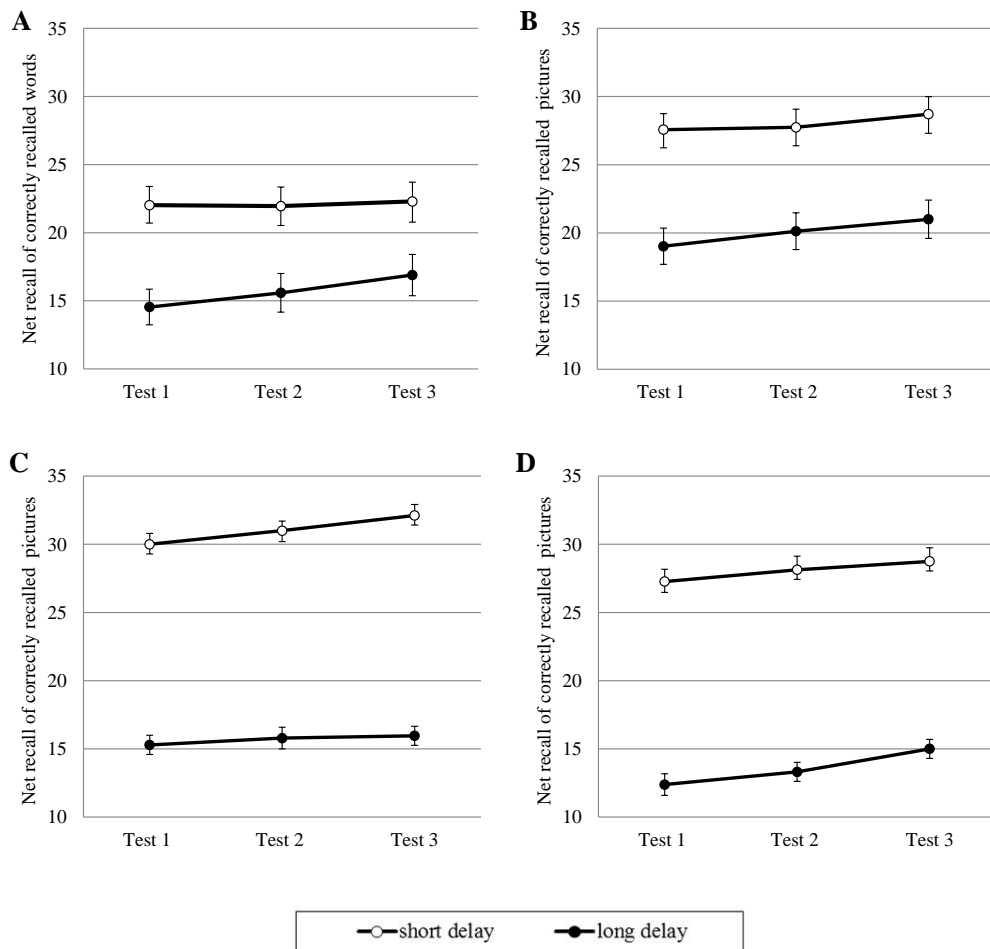 A
Net recall of correctly recalled words
35
30
25
20
15
10
Test 1 Test 2 Test 3
B
Net recall of correctly recalled pictures
35
30
25
20
15
10
Test 1 Test 2 Test 3
C
Net recall of correctly recalled pictures
35
30
25
20
15
10
Test 1 Test 2 Test 3
D
Net recall of correctly recalled pictures
35
30
25
20
15
10
Test 1 Test 2 Test 3
short delay long delay